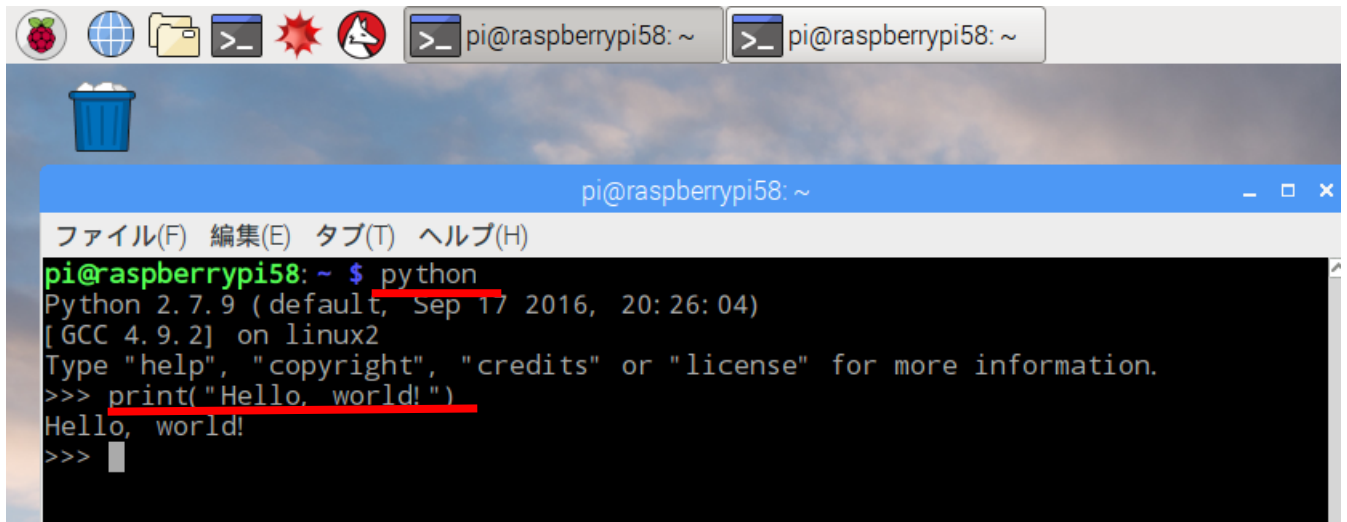 pi@raspberrypi58: ~ pi@raspberrypi58: ~
pi@raspberrypi58: ~
ファイル(F) 編集(E) タブ(T) ヘルプ(H)
pi@raspberrypi58: ~ $ python
Python 2.7.9 (default, Sep 17 2016, 20:26:04)
[GCC 4.9.2] on linux2
Type "help", "copyright", "credits" or "license" for more information.
>>> print("Hello, world!")
Hello, world!
>>>